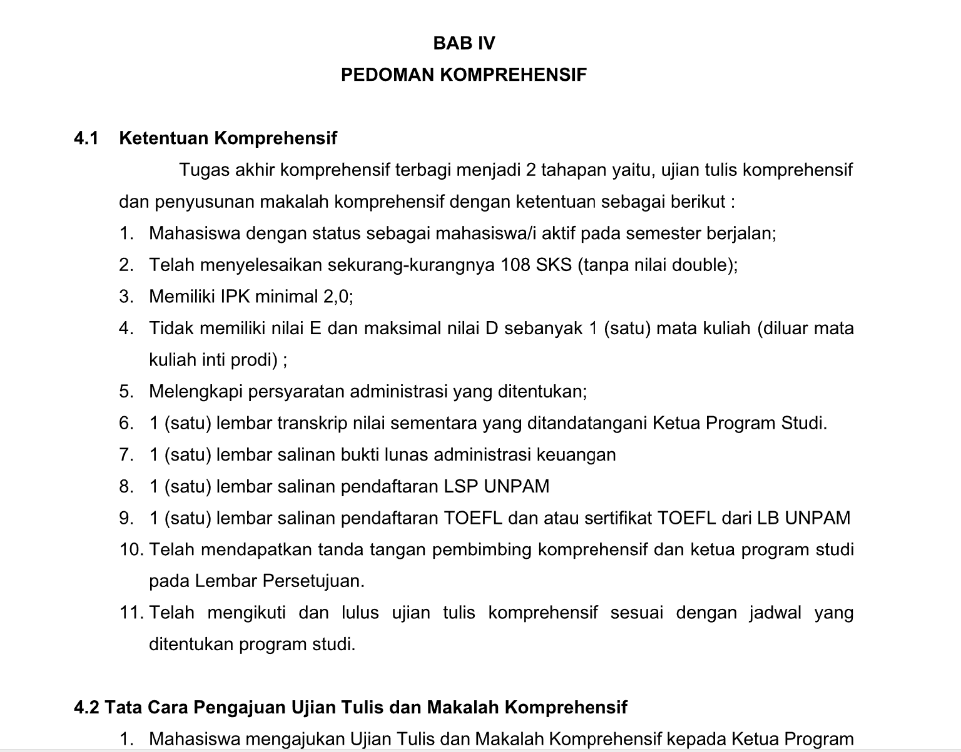 BAB IV
PEDOMAN KOMPREHENSIF
4.1 Ketentuan Komprehensif
Tugas akhir komprehensif terbagi menjadi 2 tahapan yaitu, ujian tulis komprehensif
dan penyusunan makalah komprehensif dengan ketentuan sebagai berikut :
1. Mahasiswa dengan status sebagai mahasiswa/i aktif pada semester berjalan;
2. Telah menyelesaikan sekurang-kurangnya 108 SKS (tanpa nilai double);
3. Memiliki IPK minimal 2,0;
4. Tidak memiliki nilai E dan maksimal nilai D sebanyak 1 (satu) mata kuliah (diluar mata
kuliah inti prodi) ;
5. Melengkapi persyaratan administrasi yang ditentukan;
6. 1 (satu) lembar transkrip nilai sementara yang ditandatangani Ketua Program Studi.
7. 1 (satu) lembar salinan bukti lunas administrasi keuangan
8. 1 (satu) lembar salinan pendaftaran LSP UNPAM
9. 1 (satu) lembar salinan pendaftaran TOEFL dan atau sertifikat TOEFL dari LB UNPAM
10. Telah mendapatkan tanda tangan pembimbing komprehensif dan ketua program studi
pada Lembar Persetujuan.
11. Telah mengikuti dan lulus ujian tulis komprehensif sesuai dengan jadwal yang
ditentukan program studi.
4.2 Tata Cara Pengajuan Ujian Tulis dan Makalah Komprehensif
1. Mahasiswa mengajukan Ujian Tulis dan Makalah Komprehensif kepada Ketua Program